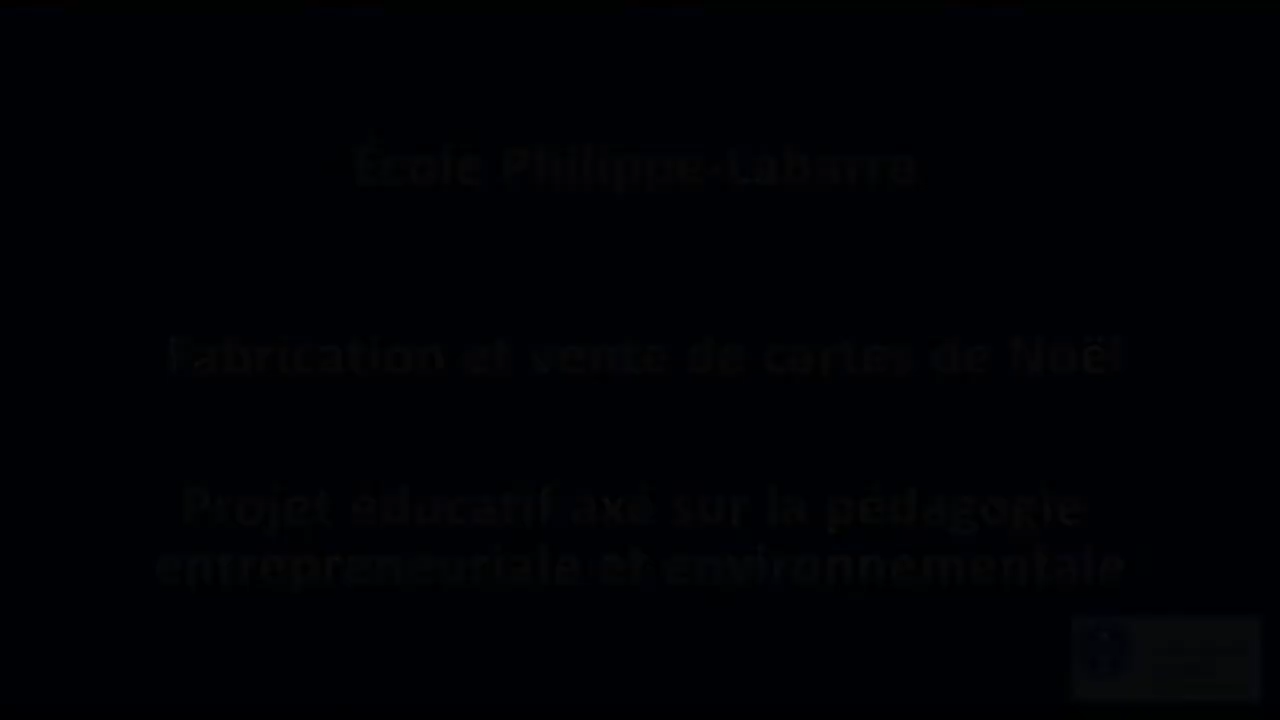 École Philippe-Labarre
Fabrication et vente de cartes de Noël
Projet éducatif axé sur la pédagogie
entrepreneuriale et environnementale